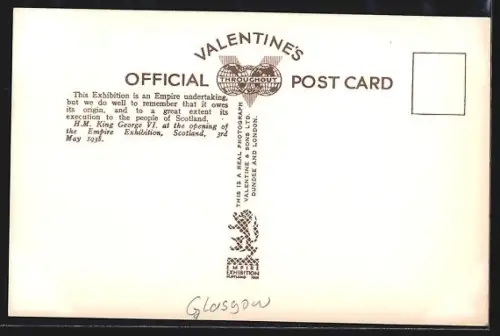 VALENTINE'S
THROUGHOUT
OFFICIAL POST CARD
This Exhibition is an Empire undertaking,
but we do well to remember that it owes
its origin, and to a great extent its
execution to the people of Scotland.
H.M. King George VI. at the opening of
the Empire Exhibition, Scotland, 3rd
May 1938.
THIS IS A REAL PHOTOGRAPH
VALENTINE & SONS LTD.
DUNDEE AND LONDON.
EMPIRE
EXHIBITION
SCOTLAND 1938
Glasgow